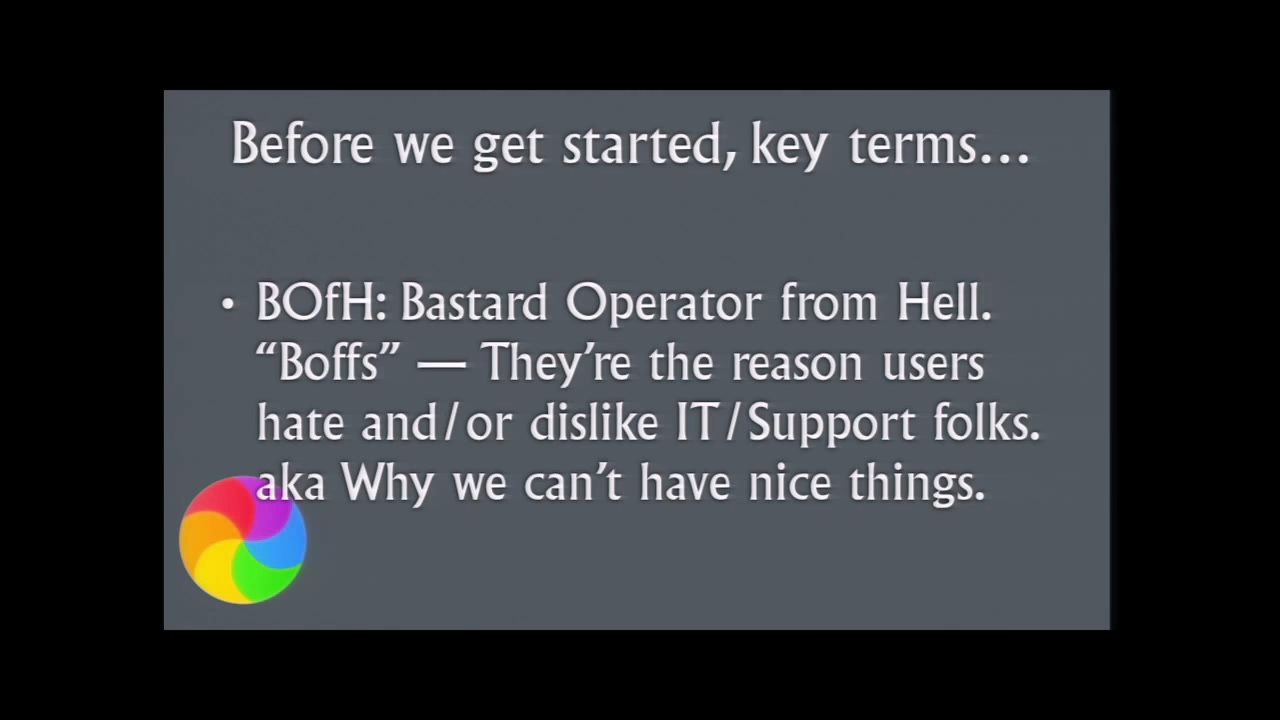 Before we get started, key terms…
• BOfH: Bastard Operator from Hell.
“Boffs” — They’re the reason users
hate and/or dislike IT/Support folks.
aka Why we can’t have nice things.